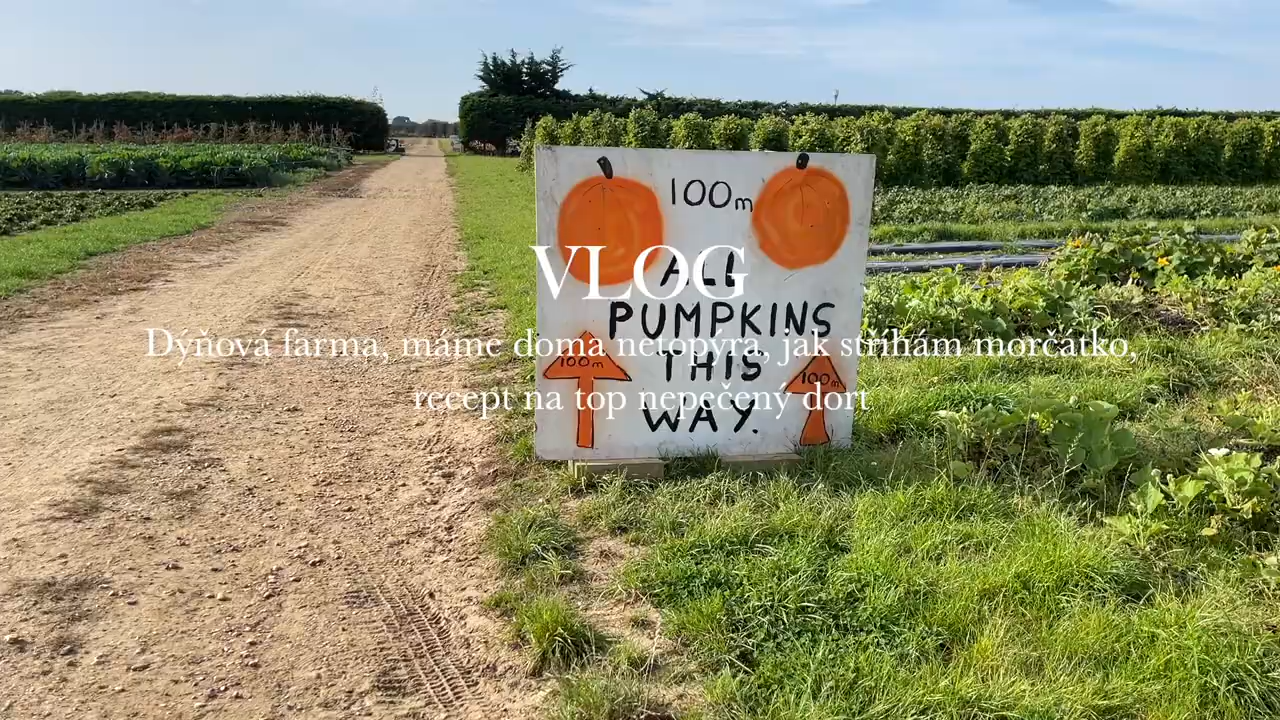 100m
ALL
PUMPKINS
THIS
WAY.
100m
100m
VLOG
Dýňová farma, máme doma netopýra, jak stříhám morčátko,
recept na top nepečený dort